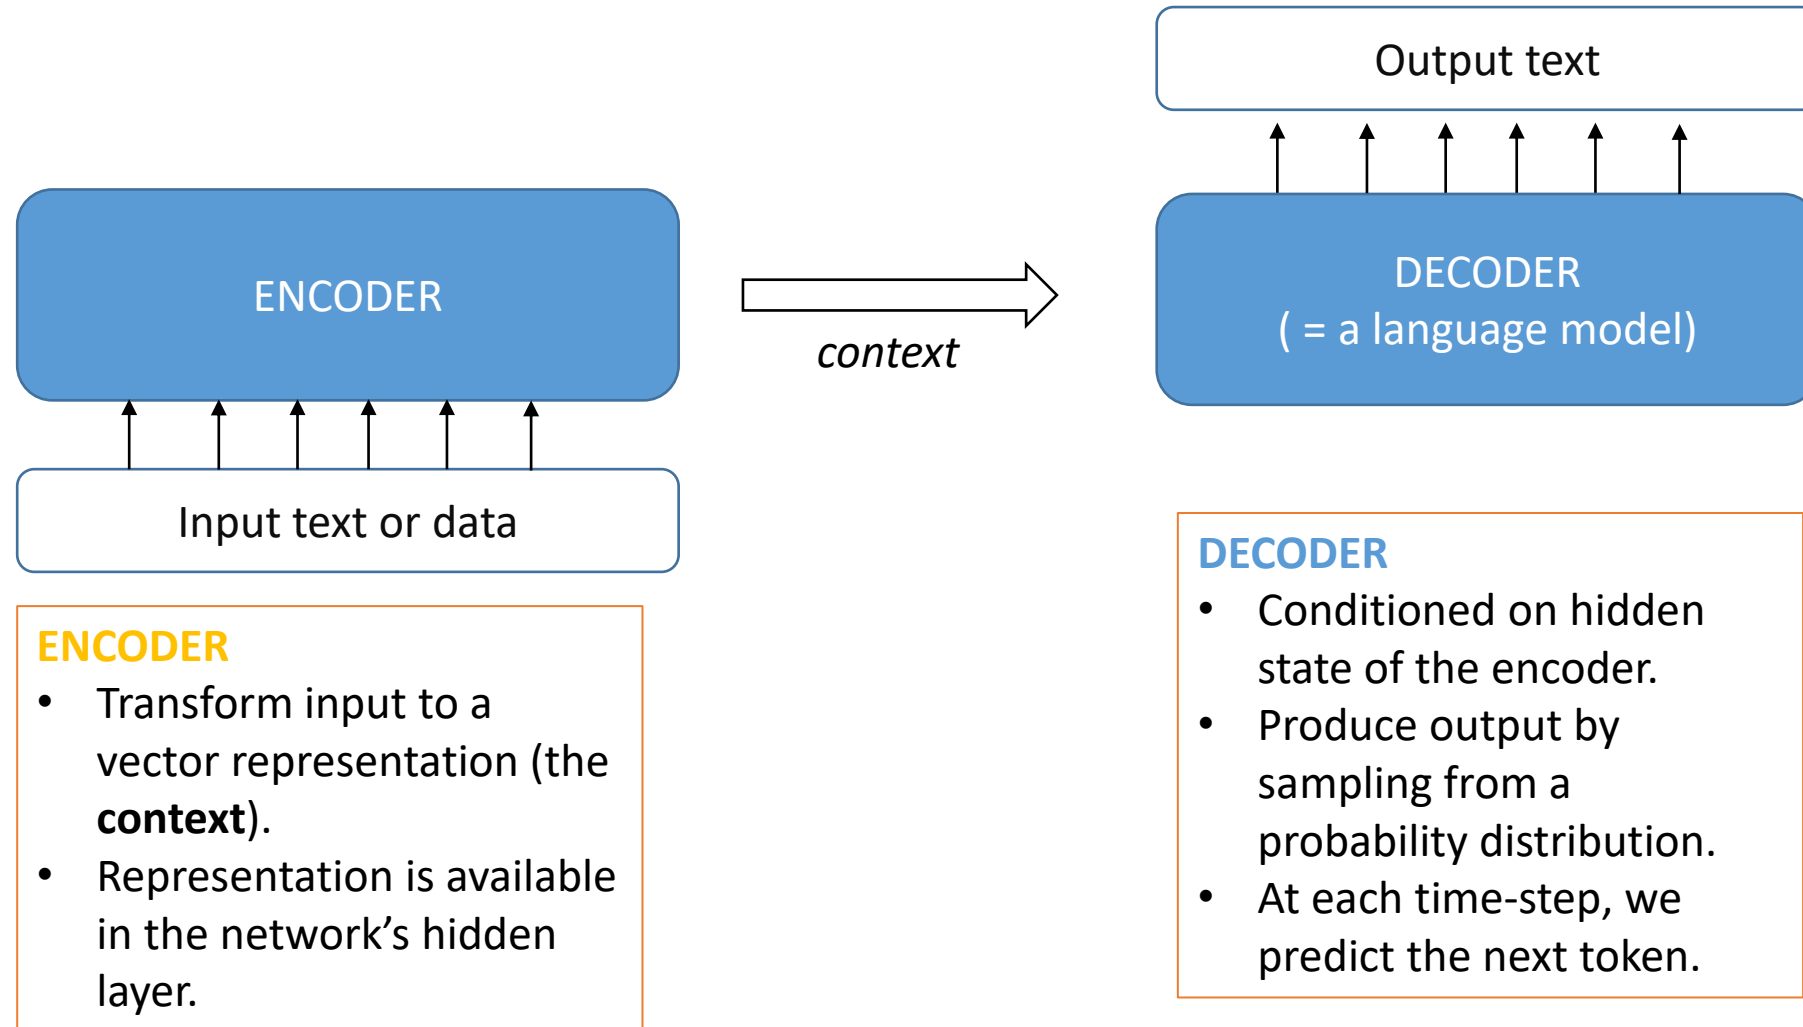 ENCODER
Input text or data
context
Output text
DECODER
( = a language model)
ENCODER
• Transform input to a
vector representation (the
context).
• Representation is available
in the network’s hidden
layer.
DECODER
• Conditioned on hidden
state of the encoder.
• Produce output by
sampling from a
probability distribution.
• At each time-step, we
predict the next token.